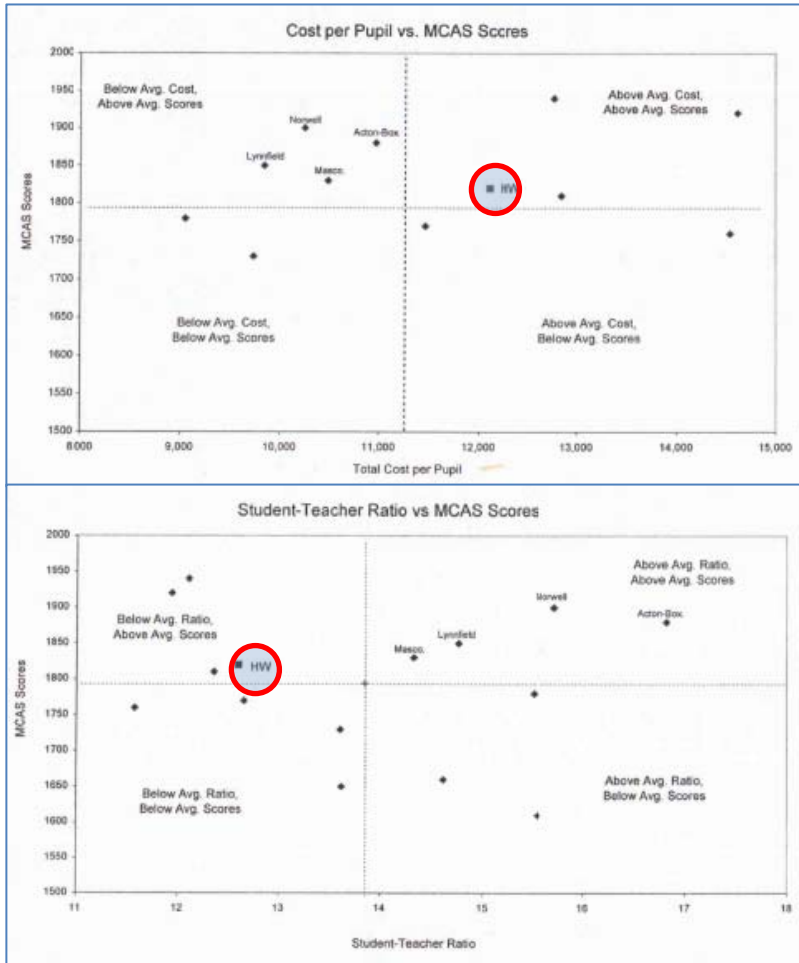 Cost per Pupil vs. MCAS Sccres
2000
1950
1900
1850
1800
1750
1700
1650
1600
1550
1500
MCAS Scores
Below Avg. Cost,
Above Avg. Scores
Above Avg. Cost,
Above Avg. Scores
Norwell
Acton-Box.
Lynnfield
Masco.
HW
Below Avg. Cost,
Below Avg. Scores
Above Avg. Cost,
Below Avg. Scores
8000
9,000
10,000
11,000
12,000
13,000
14,000
15,000
Total Cost per Pupil
Student-Teacher Ratio vs MCAS Scores
2000
1950
1900
1850
1800
1750
1700
1650
1600
1550
1500
MCAS Scores
Above Avg. Ratio,
Above Avg. Scores
Below Avg. Ratio,
Above Avg. Scores
Norwell
Acton-Box.
Lynnfield
Masco.
HW
Below Avg. Ratio,
Below Avg. Scores
Above Avg. Ratio,
Below Avg. Scores
11
12
13
14
15
16
17
18
Student-Teacher Ratio